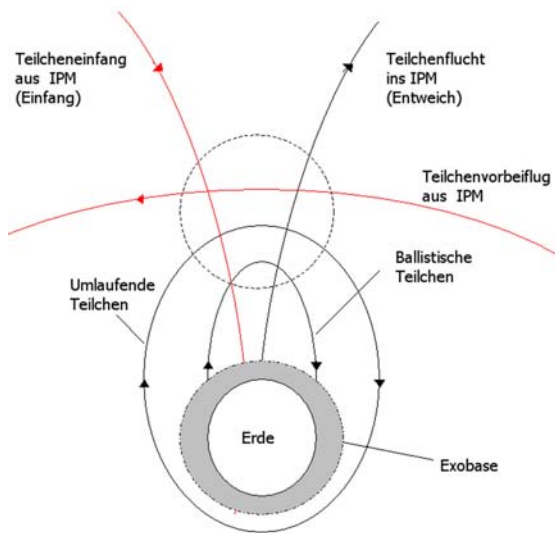 Teilcheneinfang
aus IPM
(Einfang)
Teilchenflucht
ins IPM
(Entweich)
Teilchenvorbeiflug
aus IPM
Ballistische
Teilchen
Umlaufende
Teilchen
Erde
Exobase